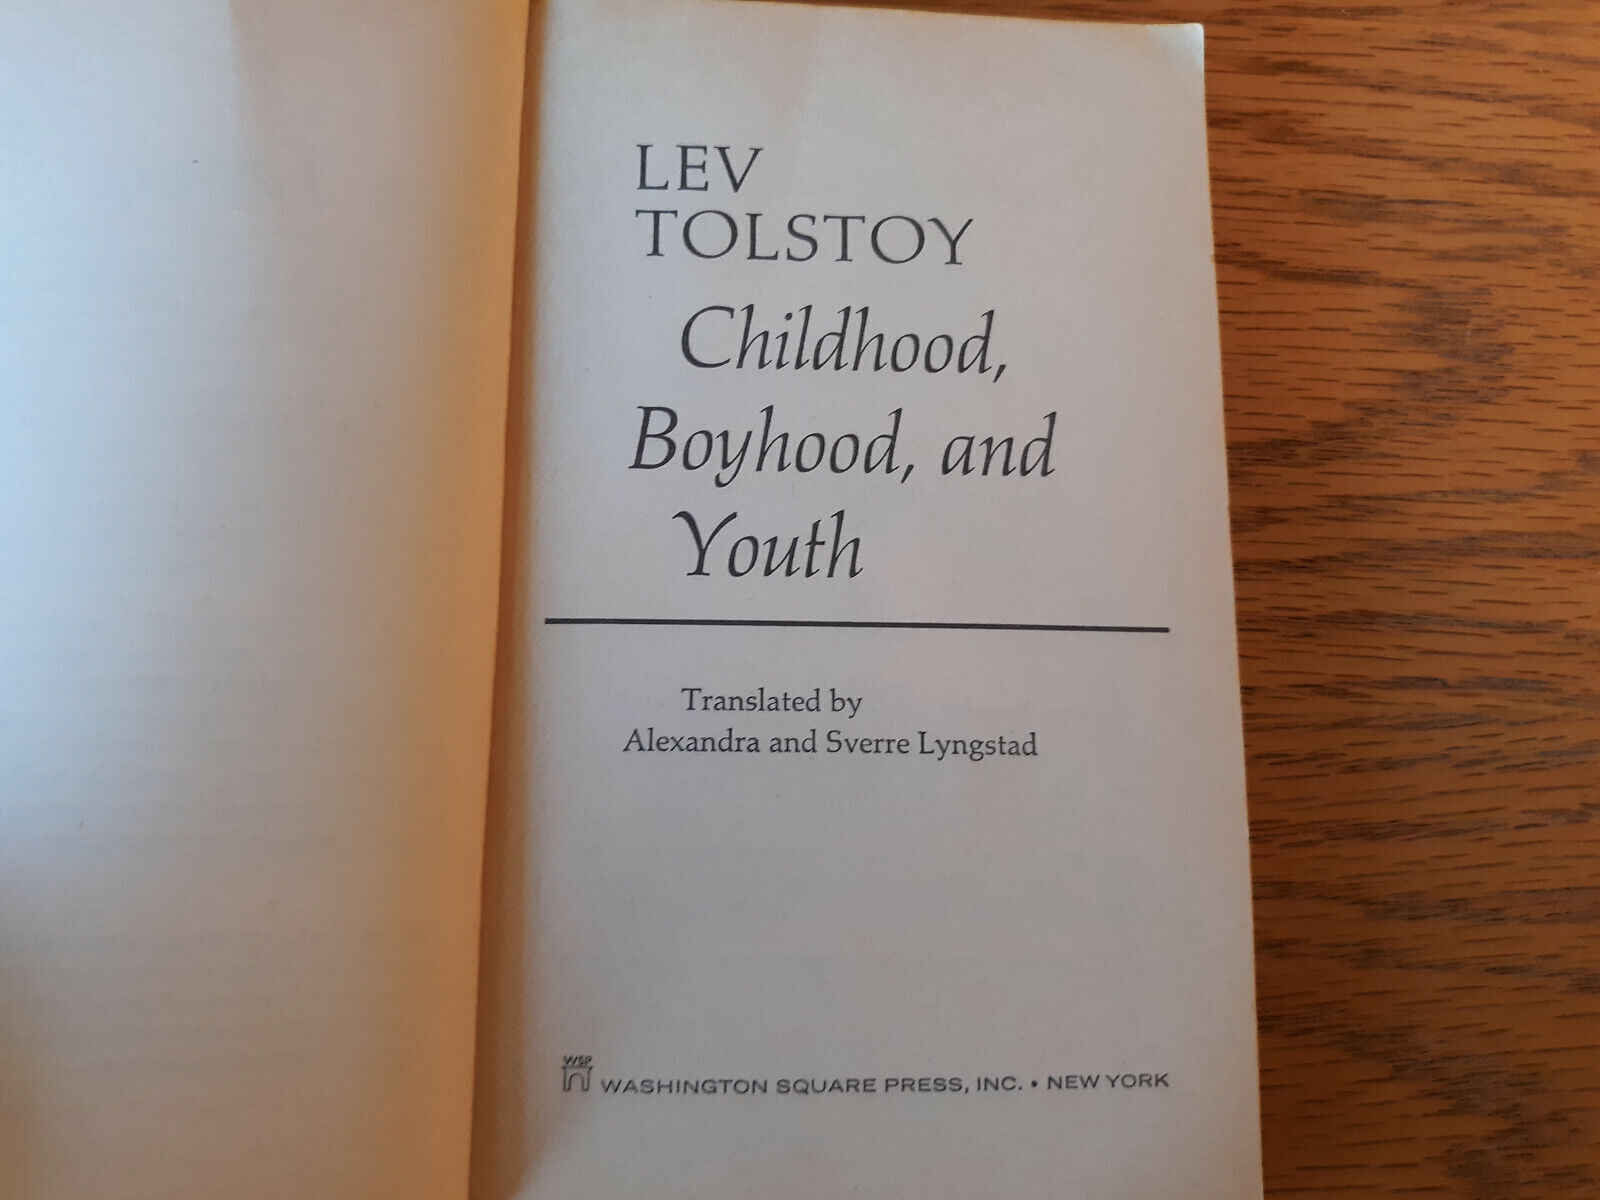 LEV
TOLSTOY
Childhood,
Boyhood, and
Youth
Translated by
Alexandra and Sverre Lyngstad
WSP
WASHINGTON SQUARE PRESS, INC. • NEW YORK